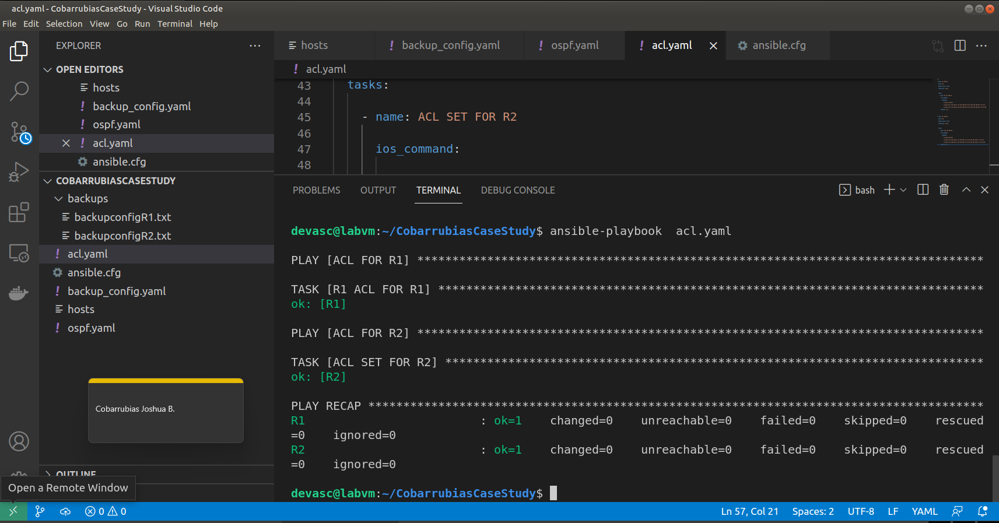 acl.yaml - CobarrubiasCaseStudy - Visual Studio Code
File Edit Selection View Go Run Terminal Help
EXPLORER
OPEN EDITORS
hosts
! backup_config.yaml
! ospf.yaml
! acl.yaml
ansible.cfg
COBARRUBIASCASESTUDY
backups
backupconfigR1.txt
backupconfigR2.txt
! acl.yaml
ansible.cfg
! backup_config.yaml
hosts
! ospf.yaml
Cobarrubias Joshua B.
OUTLINE
Open a Remote Window
hosts ! backup_config.yaml ! ospf.yaml ! acl.yaml ansible.cfg
! acl.yaml
43 tasks:
44
45 - name: ACL SET FOR R2
46
47 ios_command:
48
PROBLEMS OUTPUT TERMINAL DEBUG CONSOLE bash
devasc@labvm:~/CobarrubiasCaseStudy$ ansible-playbook  acl.yaml
PLAY [ACL FOR R1] *********************************************************************************
TASK [R1 ACL FOR R1] ******************************************************************************
ok: [R1]
PLAY [ACL FOR R2] *********************************************************************************
TASK [ACL SET FOR R2] *****************************************************************************
ok: [R2]
PLAY RECAP ****************************************************************************************
R1                         : ok=1    changed=0    unreachable=0    failed=0    skipped=0    rescued
=0    ignored=0
R2                         : ok=1    changed=0    unreachable=0    failed=0    skipped=0    rescued
=0    ignored=0
devasc@labvm:~/CobarrubiasCaseStudy$
0 0 Ln 57, Col 21 Spaces: 2 UTF-8 LF YAML